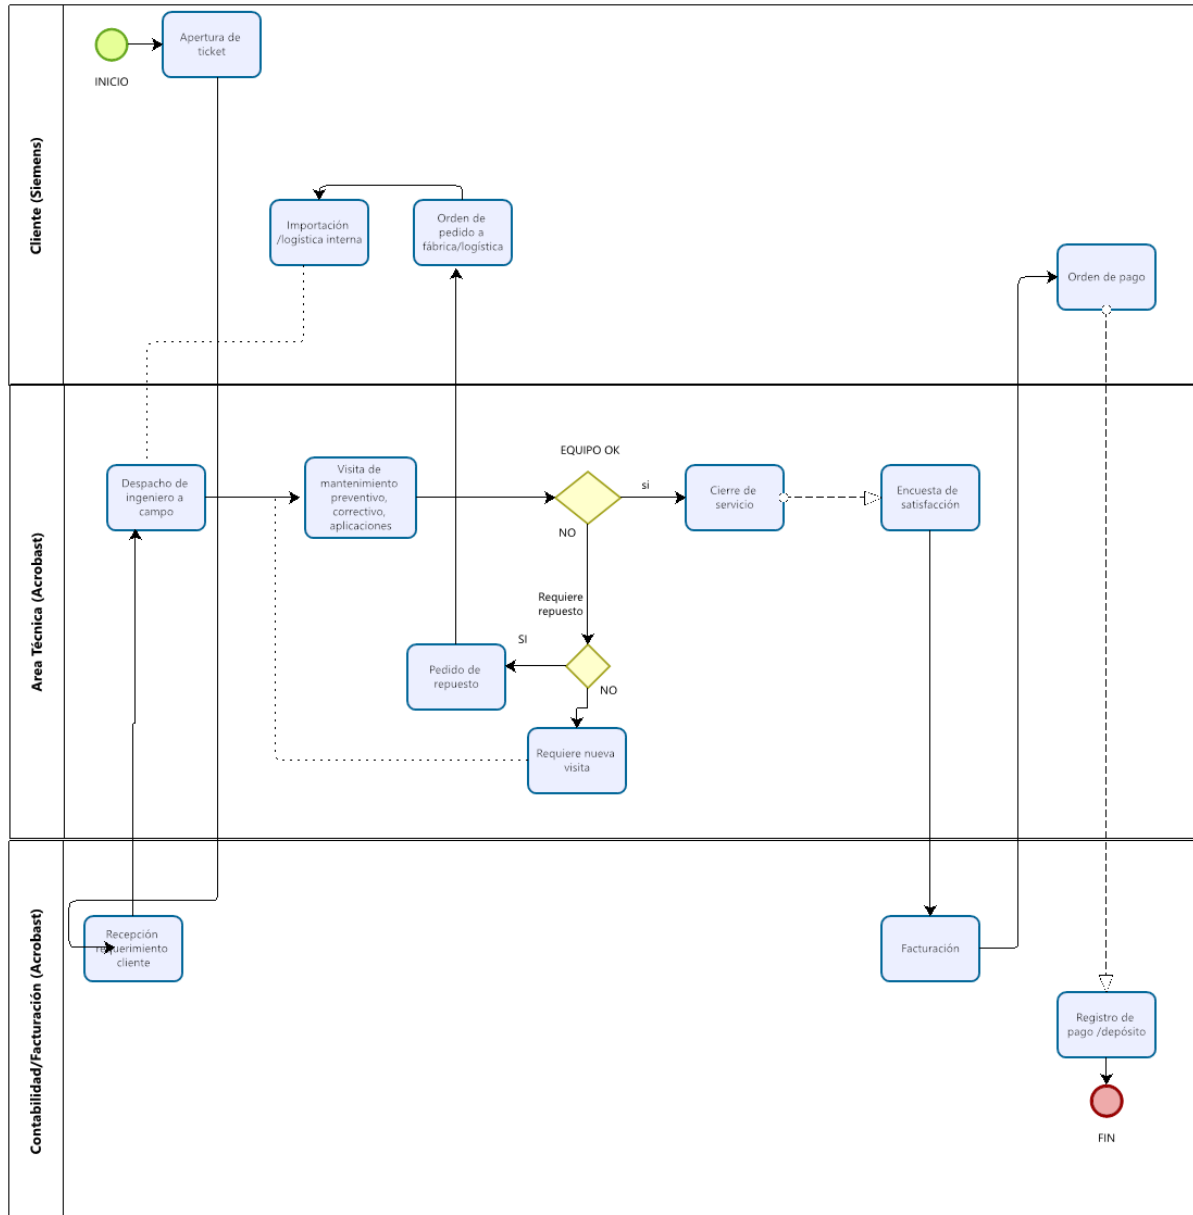 Cliente (Siemens)
INICIO
Apertura de
ticket
Importación
/logística interna
Orden de
pedido a
fábrica/logística
Orden de pago
Area Técnica (Acrobast)
Despacho de
ingeniero a
campo
Visita de
mantenimiento
preventivo,
correctivo,
aplicaciones
EQUIPO OK
si
NO
Cierre de
servicio
Encuesta de
satisfacción
Requiere
repuesto
SI
NO
Pedido de
repuesto
Requiere nueva
visita
Contabilidad/Facturación (Acrobast)
Recepción
requerimiento
cliente
Facturación
Registro de
pago /depósito
FIN